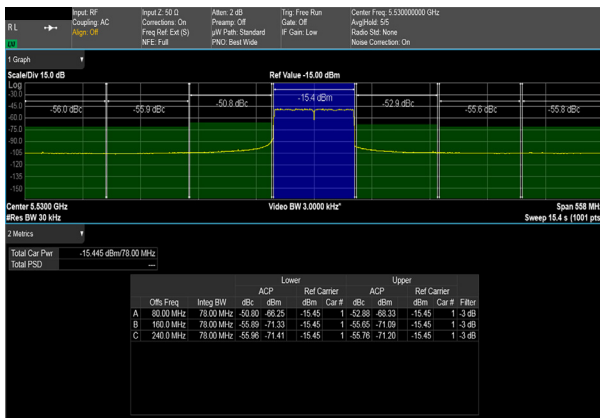 R L
Input: RF
Coupling: AC
Align: Off
Input Z: 50 Ω
Corrections: On
Freq Ref: Ext (S)
NFE: Full
Atten: 2 dB
Preamp: Off
µW Path: Standard
PNO: Best Wide
Trig: Free Run
Gate: Off
IF Gain: Low
Center Freq: 5.530000000 GHz
Avg|Hold: 5/5
Radio Std: None
Noise Correction: On
1 Graph
Scale/Div 15.0 dB
Ref Value -15.00 dBm
Log
-30.0
-45.0
-60.0
-75.0
-90.0
-105
-120
-135
-150
-56.0 dBc
-55.9 dBc
-50.8 dBc
-15.4 dBm
-52.9 dBc
-55.6 dBc
-55.8 dBc
Center 5.5300 GHz
Video BW 3.0000 kHz*
Span 558 MHz
#Res BW 30 kHz
Sweep 15.4 s (1001 pts)
2 Metrics
Total Car Pwr -15.445 dBm/78.00 MHz
Total PSD ---
Lower Upper
ACP Ref Carrier ACP Ref Carrier
Offs Freq Integ BW dBc dBm dBm Car # dBc dBm dBm Car # Filter
A 80.00 MHz 78.00 MHz -50.80 -66.25 -15.45 1 -52.88 -68.33 -15.45 1 -3 dB
B 160.0 MHz 78.00 MHz -55.89 -71.33 -15.45 1 -55.65 -71.09 -15.45 1 -3 dB
C 240.0 MHz 78.00 MHz -55.96 -71.41 -15.45 1 -55.76 -71.20 -15.45 1 -3 dB